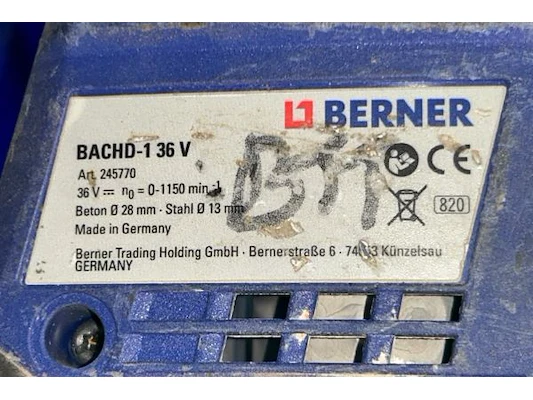 BERNER
BACHD-1 36 V
Art. 245770
36 V ⎓ n₀ = 0-1150 min⁻¹
Beton Ø 28 mm · Stahl Ø 13 mm
CE
820
Made in Germany
Berner Trading Holding GmbH · Bernerstraße 6 · Künzelsau
GERMANY